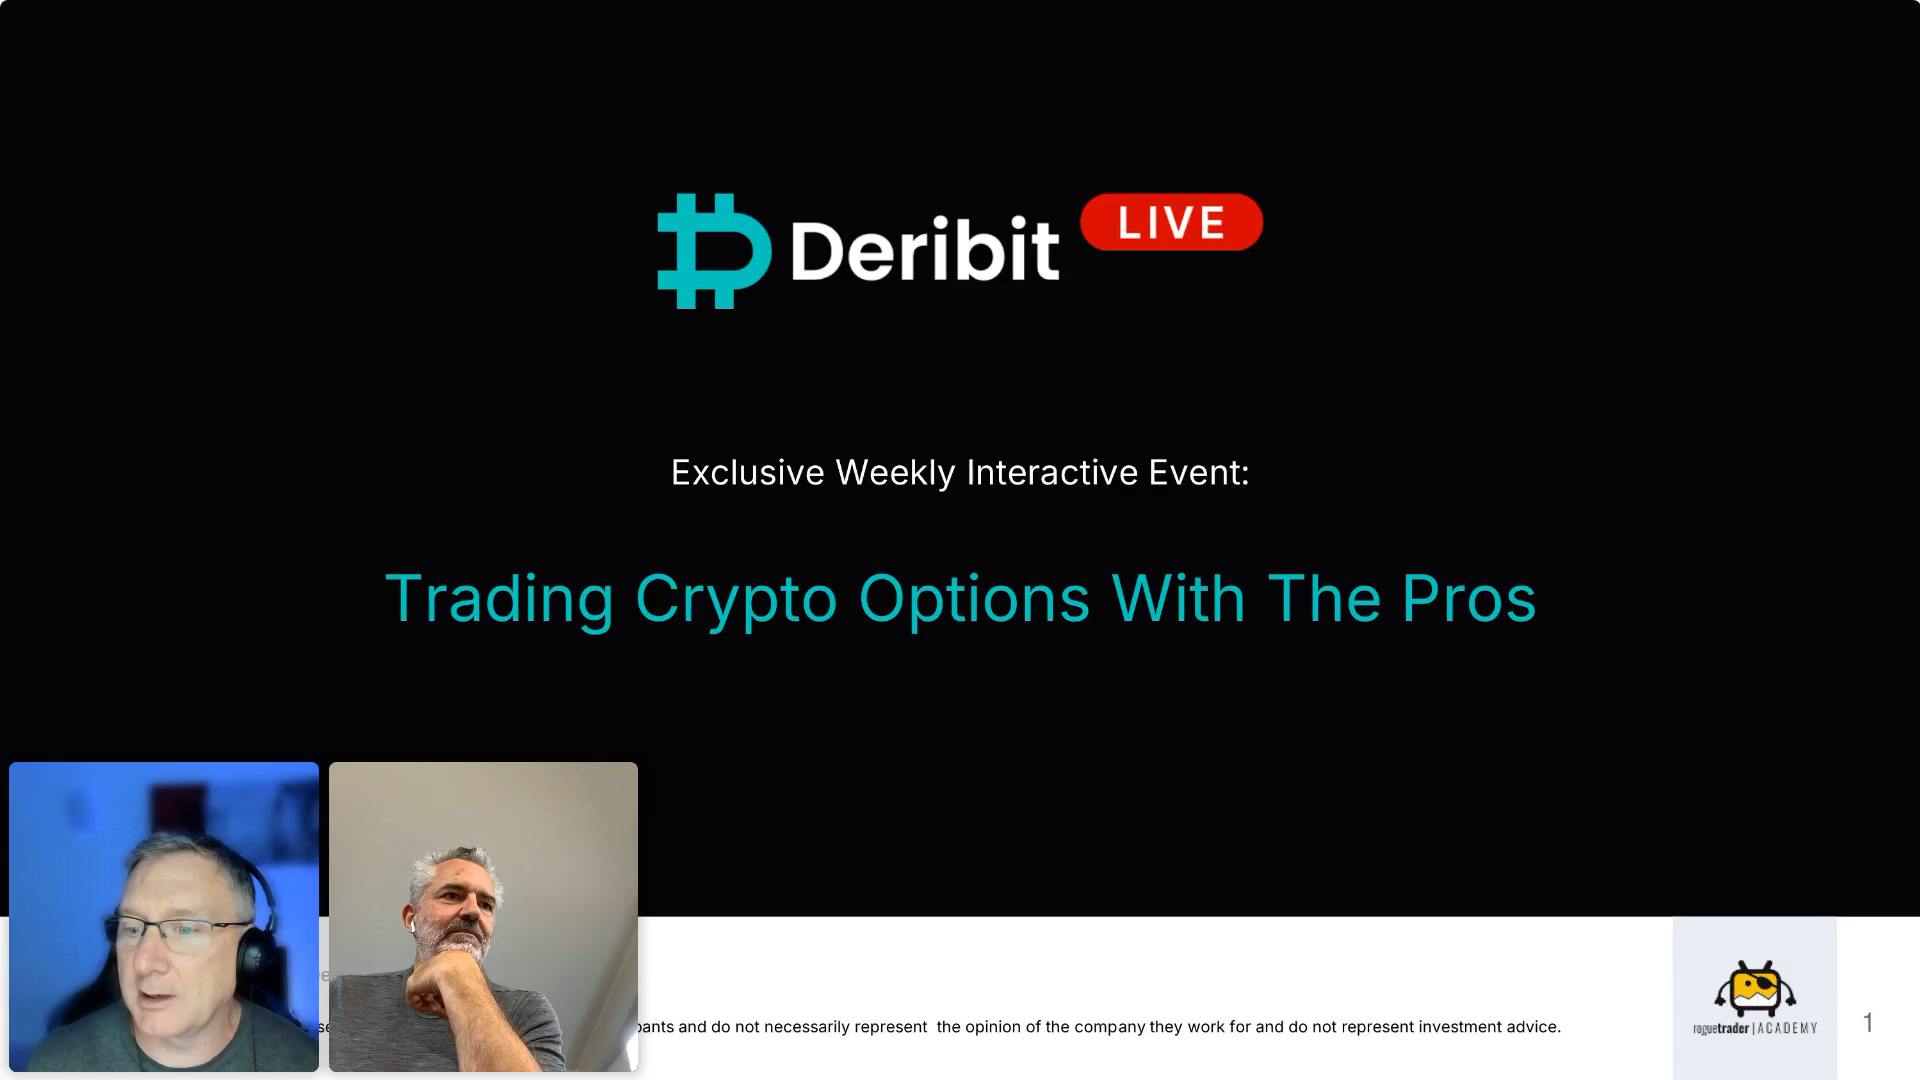 Deribit
LIVE
Exclusive Weekly Interactive Event:
Trading Crypto Options With The Pros
and do not necessarily represent the opinion of the company they work for and do not represent investment advice.
roguetrader | ACADEMY
1